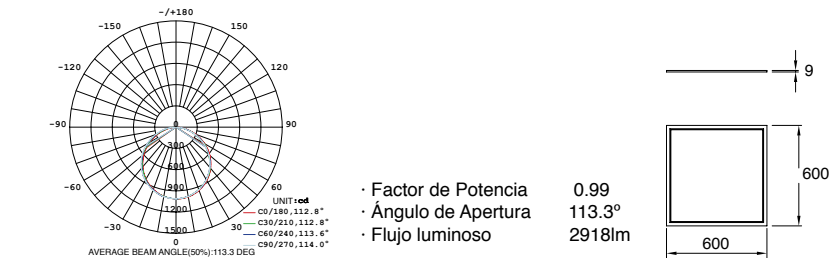 -/+180
-150
150
-120
120
-90
90
0
300
600
900
1200
1500
-60
60
-30
30
0
UNIT:cd
C0/180,112.8°
C30/210,112.8°
C60/240,113.6°
C90/270,114.0°
AVERAGE BEAM ANGLE(50%):113.3 DEG
· Factor de Potencia 0.99
· Ángulo de Apertura 113.3º
· Flujo luminoso 2918lm
9
600
600